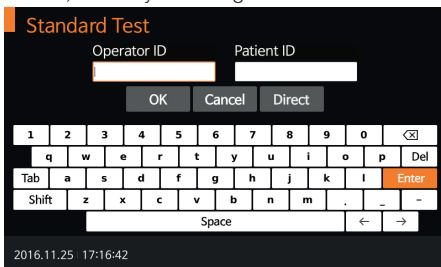 Standard Test
Operator ID Patient ID
OK Cancel Direct
1 2 3 4 5 6 7 8 9 0
q w e r t y u i o p Del
Tab a s d f g h j k l Enter
Shift z x c v b n m . _ -
Space ← →
2016.11.25 17:16:42